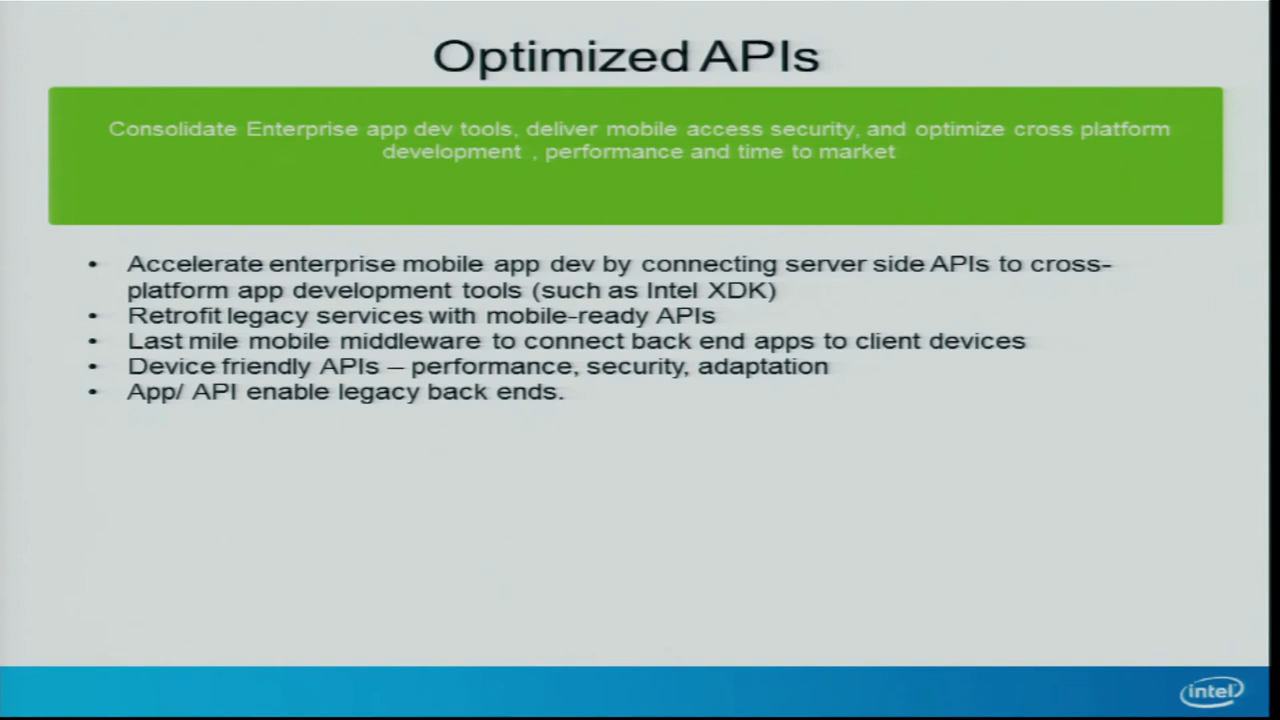 Optimized APIs
Consolidate Enterprise app dev tools, deliver mobile access security, and optimize cross platform
development , performance and time to market
• Accelerate enterprise mobile app dev by connecting server side APIs to cross-
platform app development tools (such as Intel XDK)
• Retrofit legacy services with mobile-ready APIs
• Last mile mobile middleware to connect back end apps to client devices
• Device friendly APIs – performance, security, adaptation
• App/ API enable legacy back ends.
intel